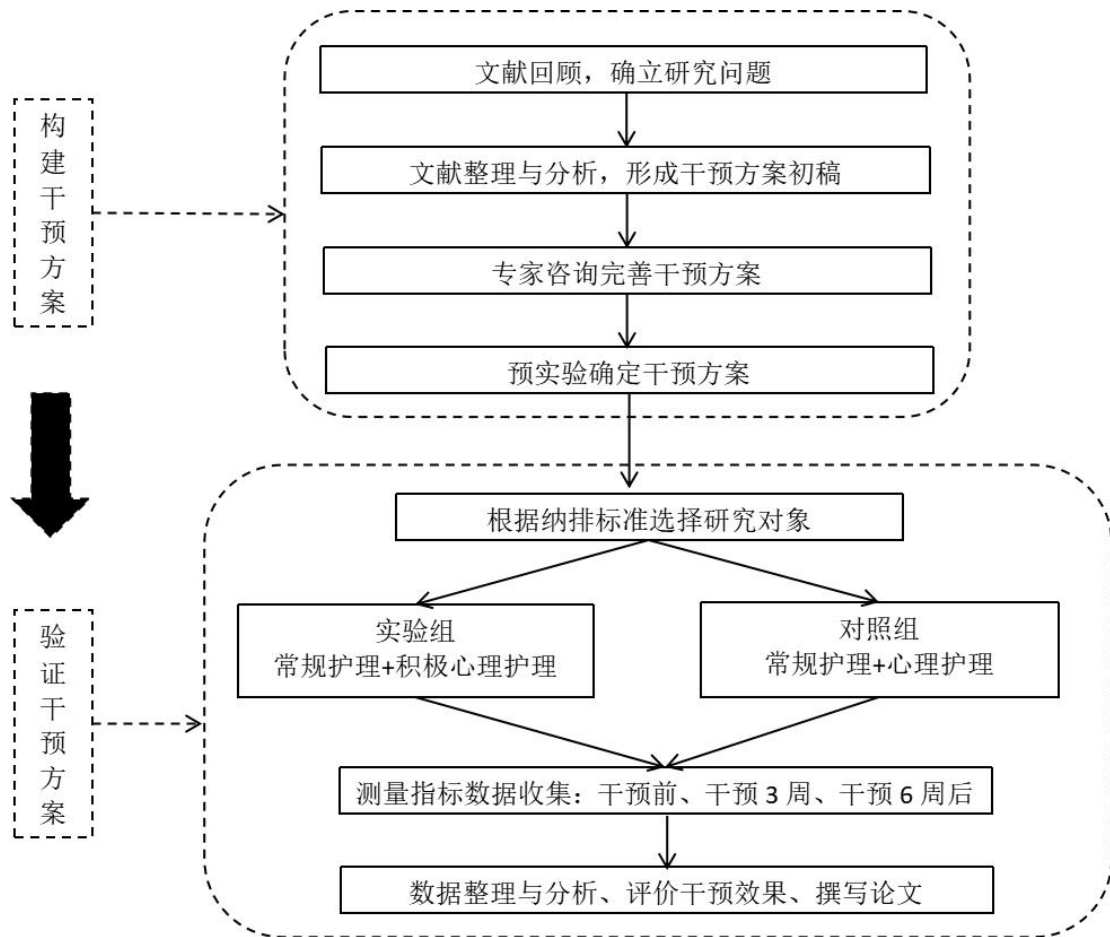 文献回顾，确立研究问题
构建干预方案
文献整理与分析，形成干预方案初稿
专家咨询完善干预方案
预实验确定干预方案
根据纳排标准选择研究对象
实验组
常规护理+积极心理护理
对照组
常规护理+心理护理
验证干预方案
测量指标数据收集：干预前、干预 3 周、干预 6 周后
数据整理与分析、评价干预效果、撰写论文